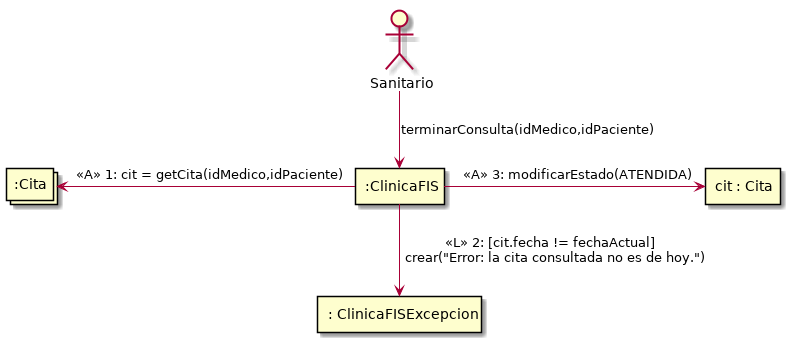 Sanitario
terminarConsulta(idMedico,idPaciente)
:Cita
«A» 1: cit = getCita(idMedico,idPaciente)
:ClinicaFIS
«A» 3: modificarEstado(ATENDIDA)
cit : Cita
«L» 2: [cit.fecha != fechaActual]
crear("Error: la cita consultada no es de hoy.")
: ClinicaFISExcepcion